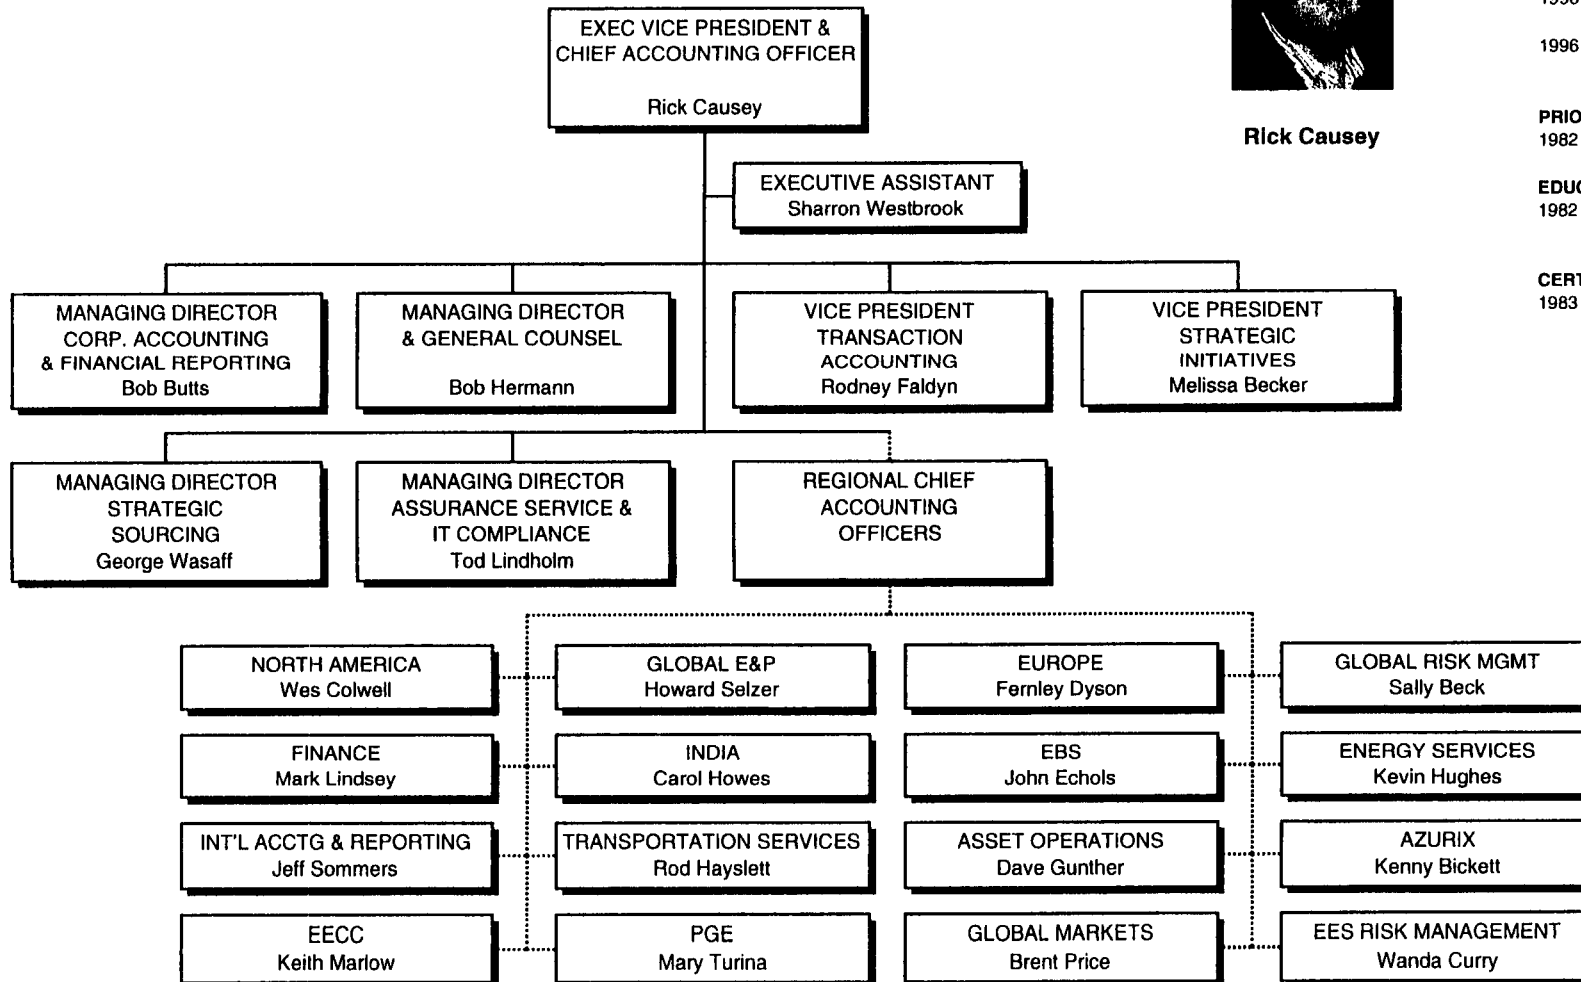 EXEC VICE PRESIDENT &
CHIEF ACCOUNTING OFFICER
Rick Causey
EXECUTIVE ASSISTANT
Sharron Westbrook
MANAGING DIRECTOR
CORP. ACCOUNTING
& FINANCIAL REPORTING
Bob Butts
MANAGING DIRECTOR
& GENERAL COUNSEL
Bob Hermann
VICE PRESIDENT
TRANSACTION
ACCOUNTING
Rodney Faldyn
VICE PRESIDENT
STRATEGIC
INITIATIVES
Melissa Becker
MANAGING DIRECTOR
STRATEGIC
SOURCING
George Wasaff
MANAGING DIRECTOR
ASSURANCE SERVICE &
IT COMPLIANCE
Tod Lindholm
REGIONAL CHIEF
ACCOUNTING
OFFICERS
NORTH AMERICA
Wes Colwell
GLOBAL E&P
Howard Selzer
EUROPE
Fernley Dyson
GLOBAL RISK MGMT
Sally Beck
FINANCE
Mark Lindsey
INDIA
Carol Howes
EBS
John Echols
ENERGY SERVICES
Kevin Hughes
INT'L ACCTG & REPORTING
Jeff Sommers
TRANSPORTATION SERVICES
Rod Hayslett
ASSET OPERATIONS
Dave Gunther
AZURIX
Kenny Bickett
EECC
Keith Marlow
PGE
Mary Turina
GLOBAL MARKETS
Brent Price
EES RISK MANAGEMENT
Wanda Curry
Rick Causey
1996
PRIO
1982
EDUC
1982
CERT
1983